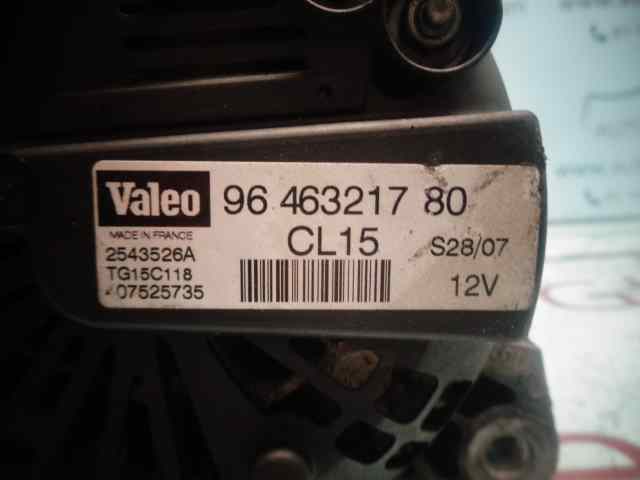 Valeo 96 463217 80
MADE IN FRANCE
CL15 S28/07
2543526A
TG15C118
07525735 12V